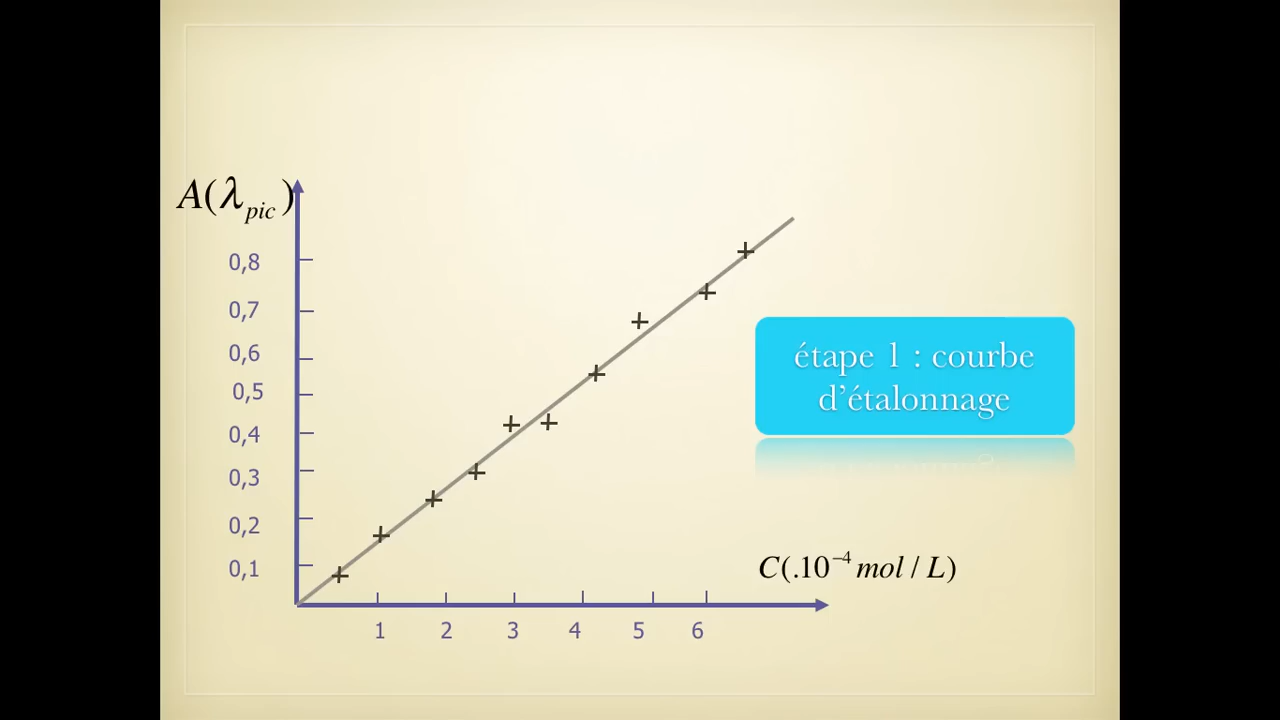 A(λpic)
0,8
0,7
0,6
0,5
0,4
0,3
0,2
0,1
étape 1 : courbe
d'étalonnage
C(.10⁻⁴ mol / L)
1 2 3 4 5 6